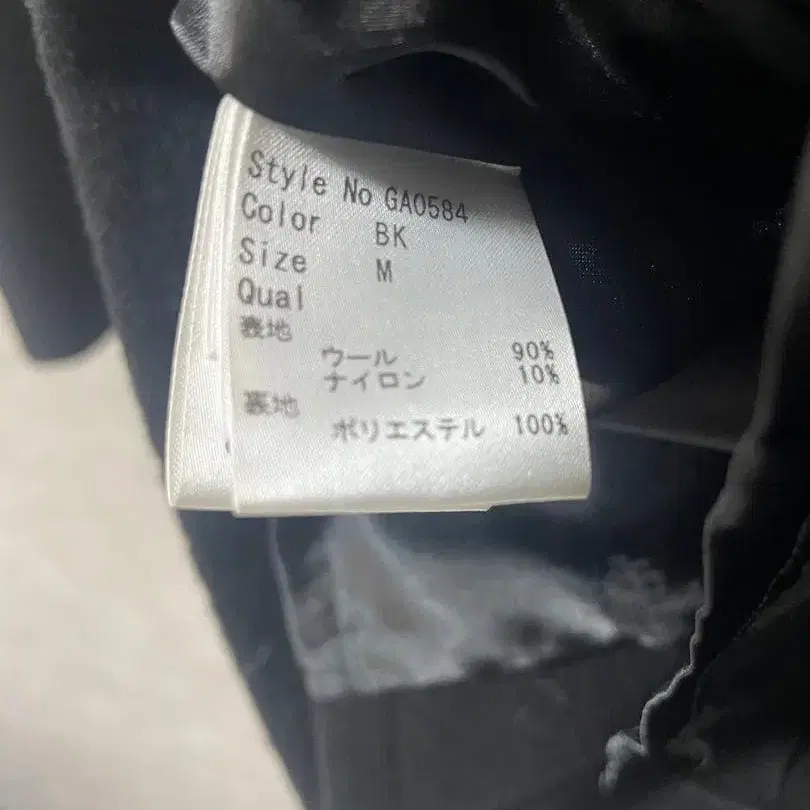 Style No GA0584
Color BK
Size M
Qual
表地
ウール 90%
ナイロン 10%
裏地
ポリエステル 100%